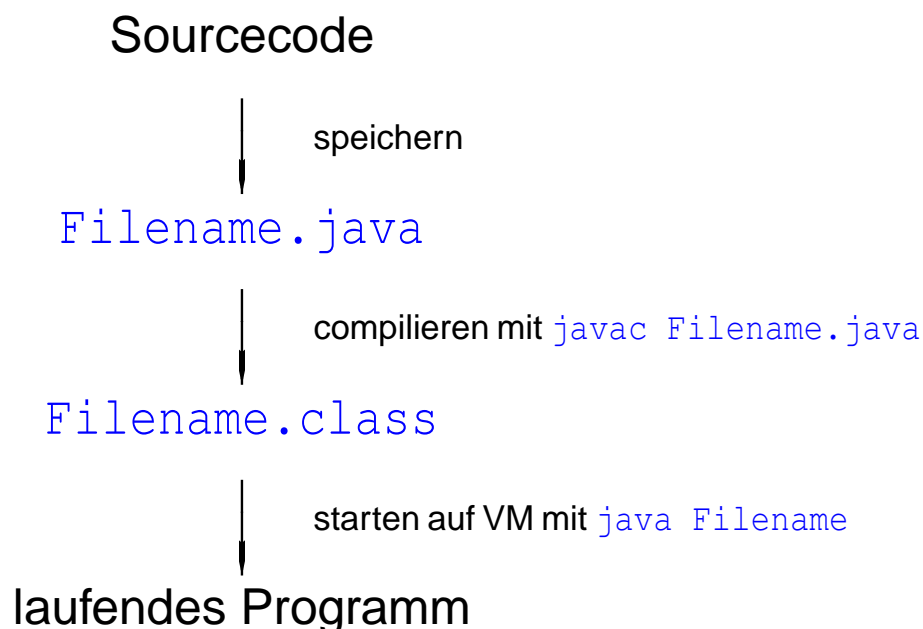 Sourcecode
speichern
Filename.java
compilieren mit javac Filename.java
Filename.class
starten auf VM mit java Filename
laufendes Programm